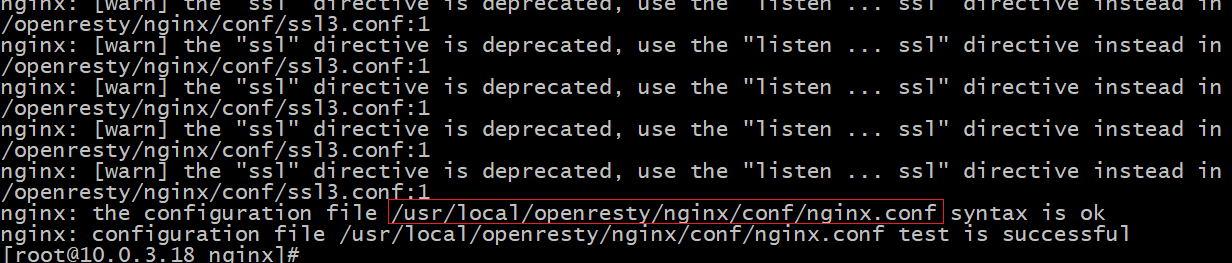 nginx: [warn] the "ssl" directive is deprecated, use the "listen ... ssl" directive instead in
/openresty/nginx/conf/ssl3.conf:1
nginx: [warn] the "ssl" directive is deprecated, use the "listen ... ssl" directive instead in
/openresty/nginx/conf/ssl3.conf:1
nginx: [warn] the "ssl" directive is deprecated, use the "listen ... ssl" directive instead in
/openresty/nginx/conf/ssl3.conf:1
nginx: [warn] the "ssl" directive is deprecated, use the "listen ... ssl" directive instead in
/openresty/nginx/conf/ssl3.conf:1
nginx: [warn] the "ssl" directive is deprecated, use the "listen ... ssl" directive instead in
/openresty/nginx/conf/ssl3.conf:1
nginx: the configuration file /usr/local/openresty/nginx/conf/nginx.conf syntax is ok
nginx: configuration file /usr/local/openresty/nginx/conf/nginx.conf test is successful
[root@10.0.3.18 nginx]#